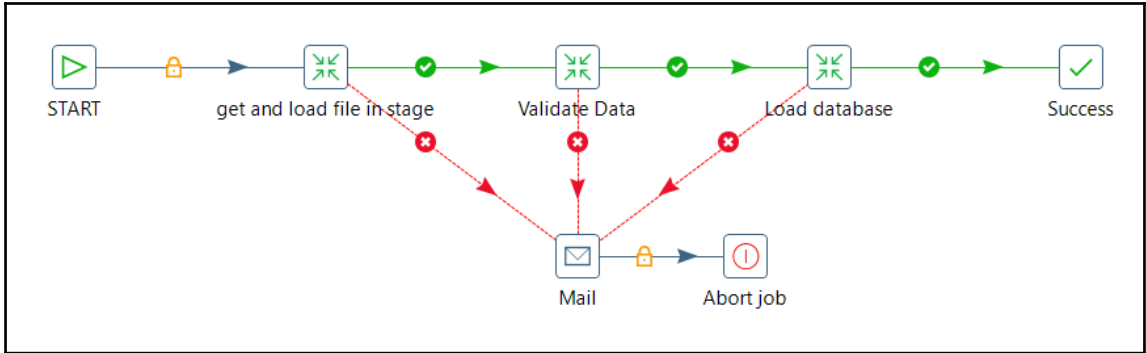 START
get and load file in stage
Validate Data
Load database
Success
Mail
Abort job